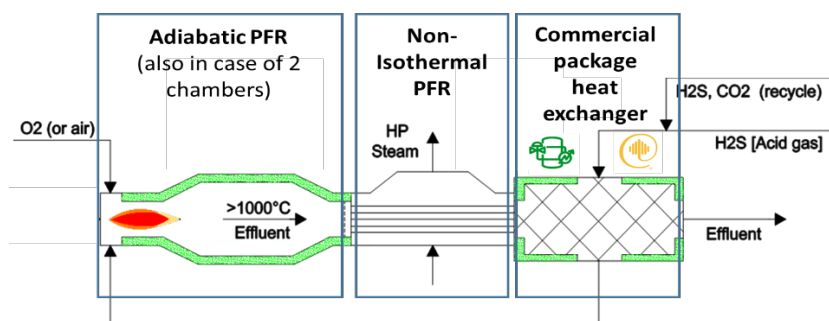 Adiabatic PFR
(also in case of 2
chambers)
Non-
Isothermal
PFR
Commercial
package
heat
exchanger
H2S, CO2 (recycle)
O2 (or air)
HP
Steam
H2S [Acid gas]
>1000°C
Effluent
Effluent